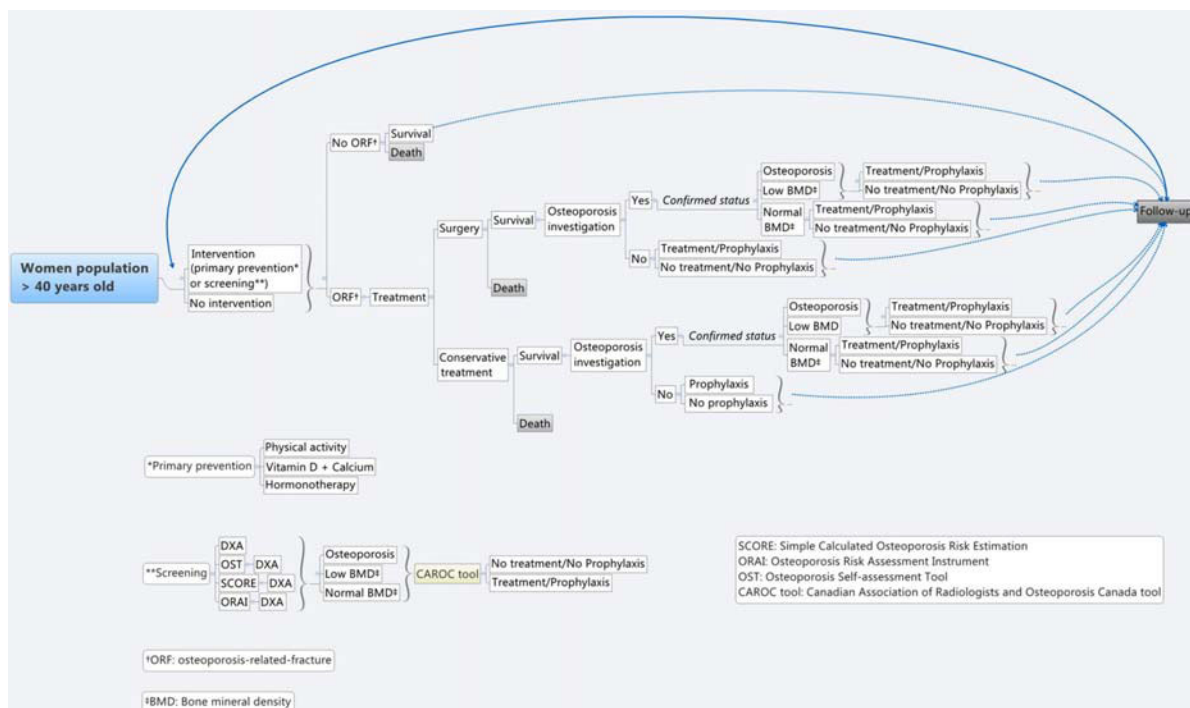 Women population
> 40 years old
Intervention
(primary prevention*
or screening**)
No intervention
No ORF†
Survival
Death
ORF†
Treatment
Surgery
Survival
Osteoporosis
investigation
Yes
Confirmed status
Osteoporosis
Low BMD‡
Treatment/Prophylaxis
No treatment/No Prophylaxis
Normal
BMD‡
Treatment/Prophylaxis
No treatment/No Prophylaxis
No
Treatment/Prophylaxis
No treatment/No Prophylaxis
Death
Conservative
treatment
Survival
Osteoporosis
investigation
Yes
Confirmed status
Osteoporosis
Low BMD
Treatment/Prophylaxis
No treatment/No Prophylaxis
Normal
BMD‡
Treatment/Prophylaxis
No treatment/No Prophylaxis
No
Prophylaxis
No prophylaxis
Death
Follow-up
*Primary prevention
Physical activity
Vitamin D + Calcium
Hormonotherapy
**Screening
DXA
OST DXA
SCORE DXA
ORAI DXA
Osteoporosis
Low BMD‡
Normal BMD‡
CAROC tool
No treatment/No Prophylaxis
Treatment/Prophylaxis
SCORE: Simple Calculated Osteoporosis Risk Estimation
ORAI: Osteoporosis Risk Assessment Instrument
OST: Osteoporosis Self-assessment Tool
CAROC tool: Canadian Association of Radiologists and Osteoporosis Canada tool
†ORF: osteoporosis-related-fracture
‡BMD: Bone mineral density